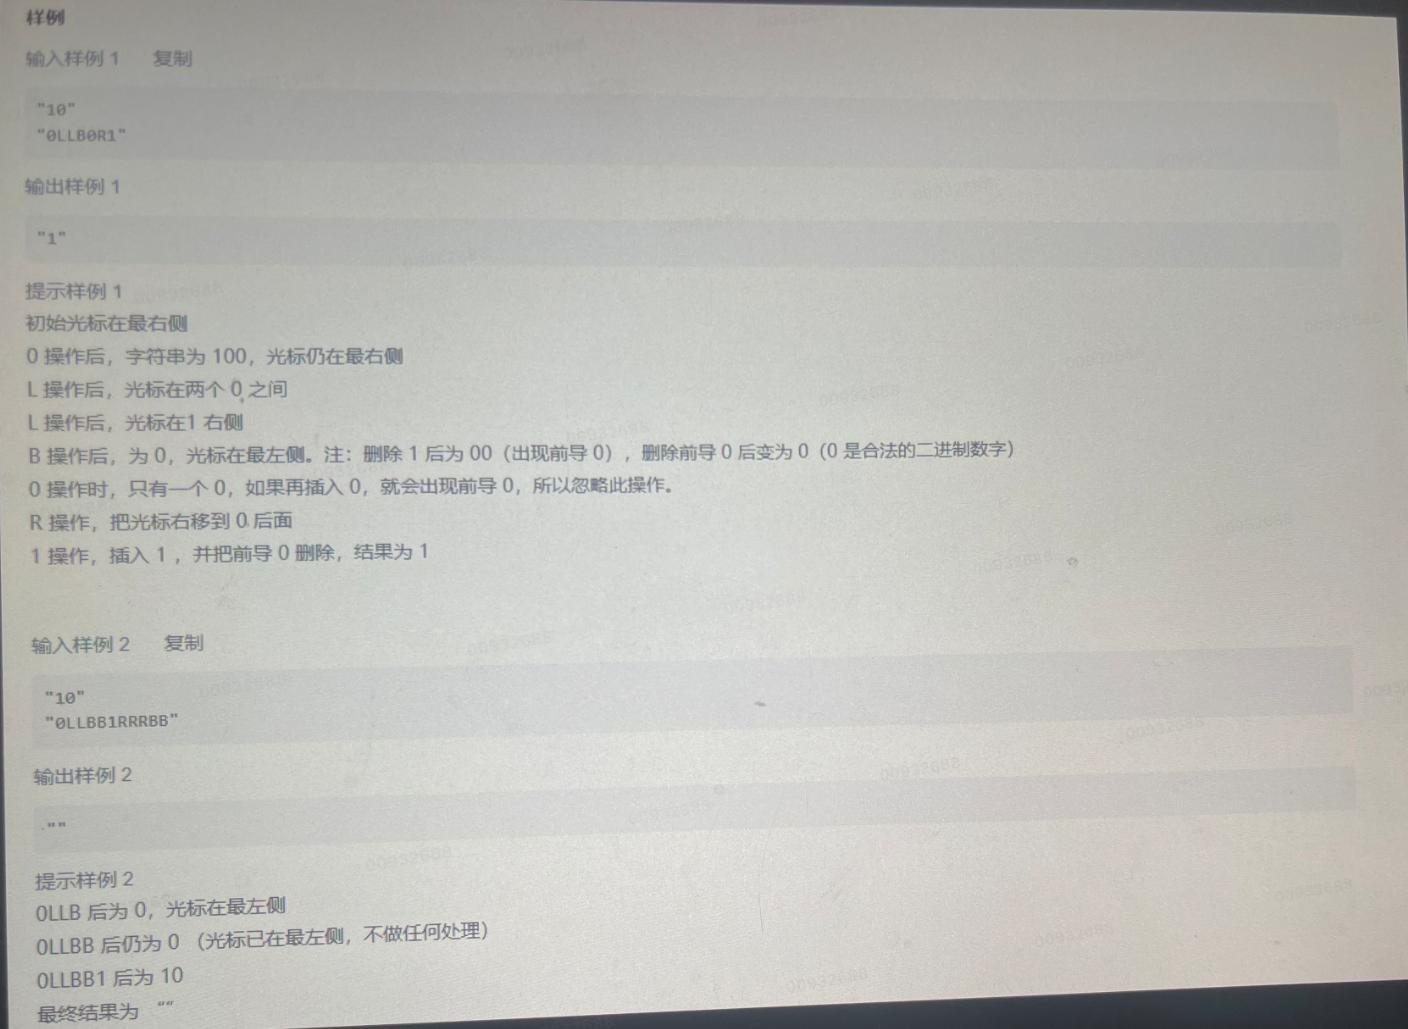 样例
输入样例 1 复制
"10"
"0LLB0R1"
输出样例 1
"1"
提示样例 1
初始光标在最右侧
0 操作后，字符串为 100，光标仍在最右侧
L 操作后，光标在两个 0 之间
L 操作后，光标在1 右侧
B 操作后，为 0，光标在最左侧。注：删除 1 后为 00（出现前导 0），删除前导 0 后变为 0（0 是合法的二进制数字）
0 操作时，只有一个 0，如果再插入 0，就会出现前导 0，所以忽略此操作。
R 操作，把光标右移到 0 后面
1 操作，插入 1 ，并把前导 0 删除，结果为 1
输入样例 2 复制
"10"
"0LLBB1RRRBB"
输出样例 2
""
提示样例 2
0LLB 后为 0，光标在最左侧
0LLBB 后仍为 0 （光标已在最左侧，不做任何处理）
0LLBB1 后为 10
最终结果为 “”